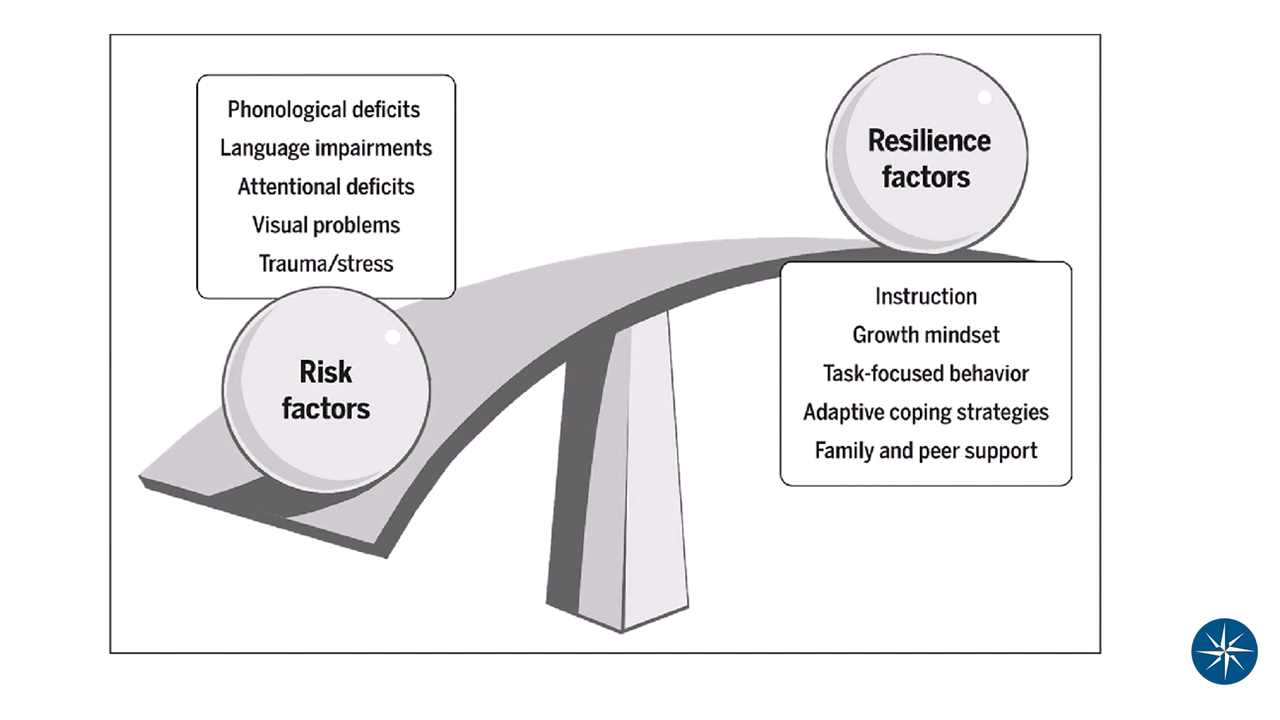 Phonological deficits
Language impairments
Attentional deficits
Visual problems
Trauma/stress
Risk
factors
Resilience
factors
Instruction
Growth mindset
Task-focused behavior
Adaptive coping strategies
Family and peer support